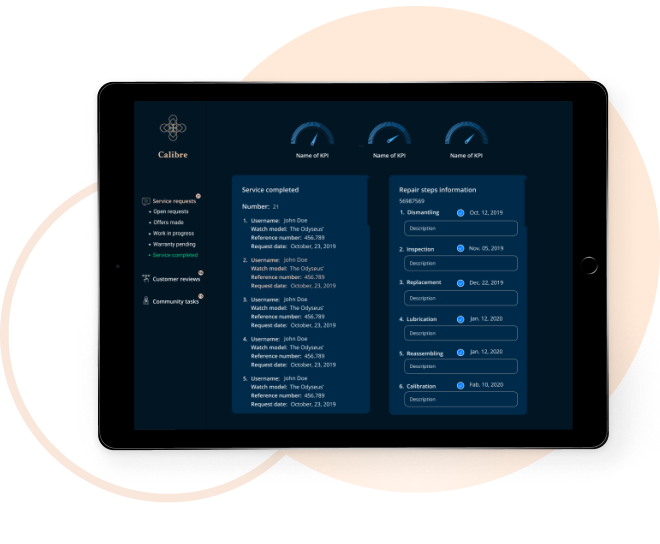 Calibre
Name of KPI
Name of KPI
Name of KPI
Service requests
Open requests
Offers made
Work in progress
Warranty pending
Service completed
Customer reviews
Community tasks
Service completed
Number: 21
1. Username: John Doe
Watch model: The Odyseus'
Reference number: 456.789
Request date: October, 23, 2019
2. Username: John Doe
Watch model: The Odyseus'
Reference number: 456.789
Request date: October, 23, 2019
3. Username: John Doe
Watch model: The Odyseus'
Reference number: 456.789
Request date: October, 23, 2019
4. Username: John Doe
Watch model: The Odyseus'
Reference number: 456.789
Request date: October, 23, 2019
5. Username: John Doe
Watch model: The Odyseus'
Reference number: 456.789
Request date: October, 23, 2019
Repair steps information
56987569
1. Dismantling Oct. 12, 2019
Description
2. Inspection Nov. 05, 2019
Description
3. Replacement Dec. 22, 2019
Description
4. Lubrication Jan. 12, 2020
Description
5. Reassembling Jan. 12, 2020
Description
6. Calibration Fab. 10, 2020
Description